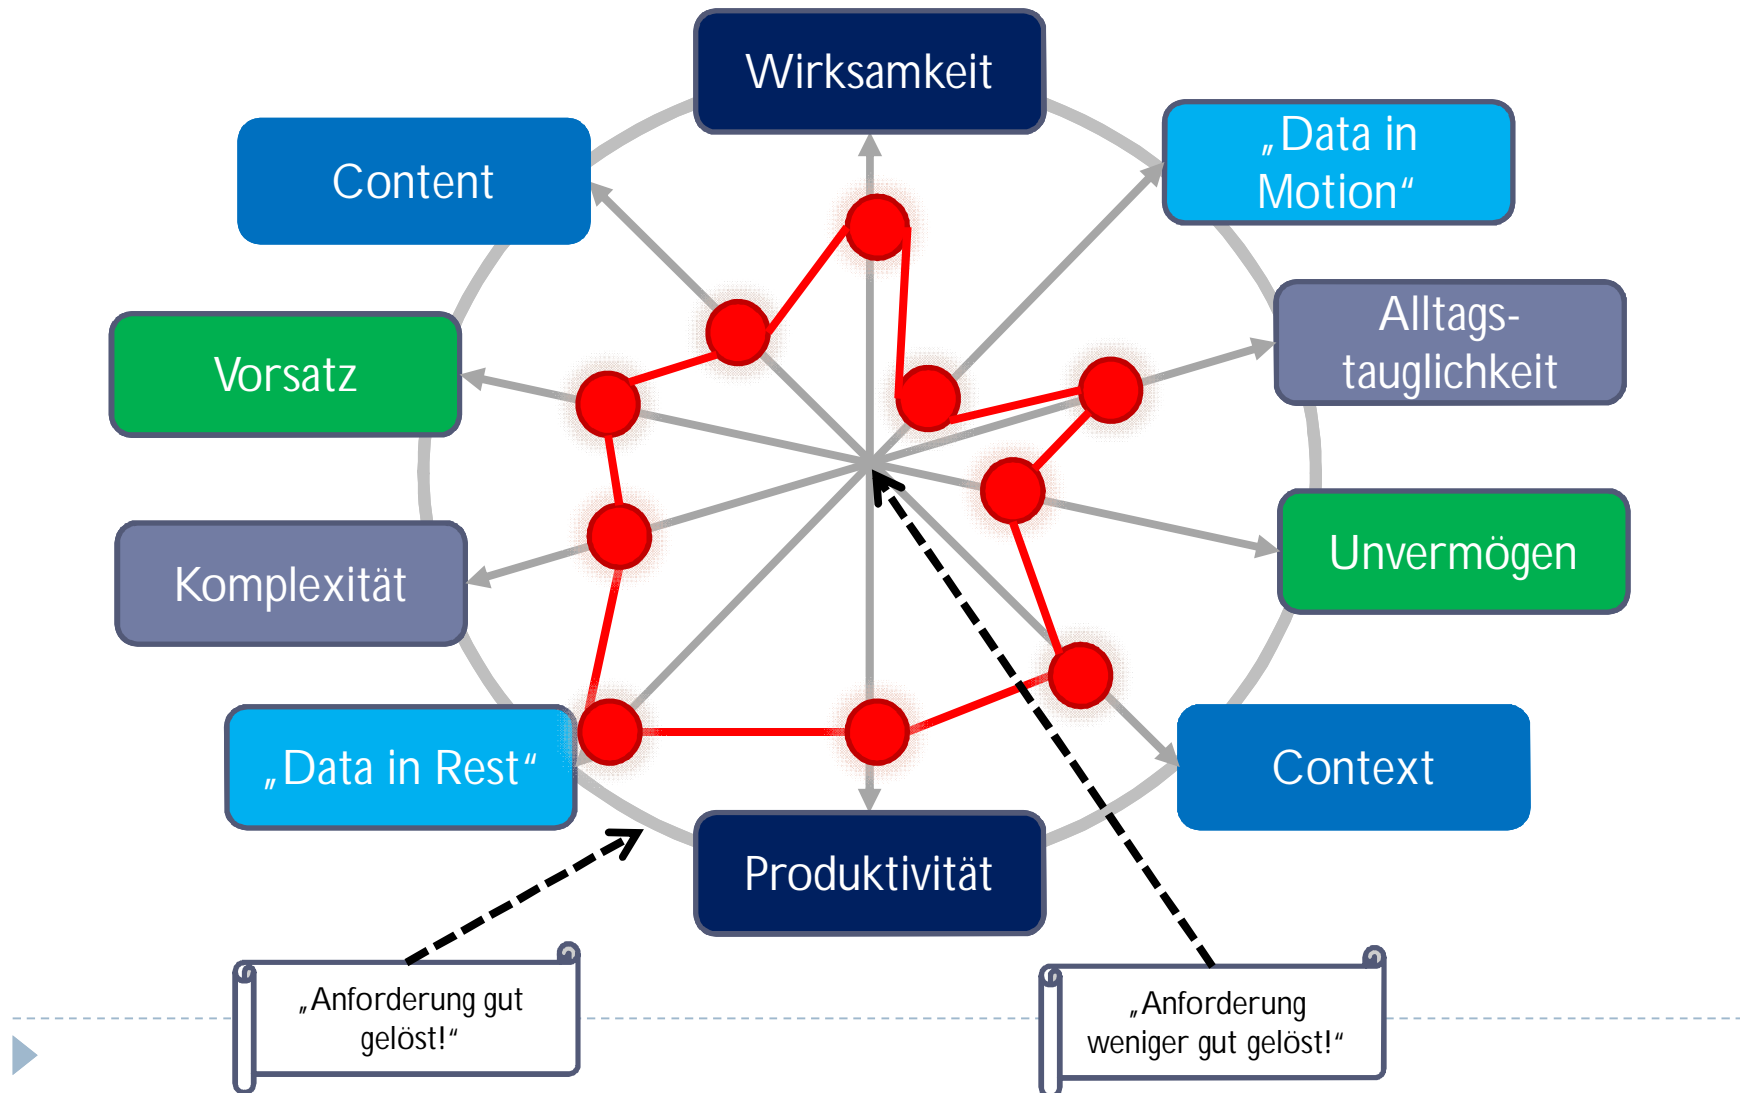 Wirksamkeit
„Data in
Motion“
Content
Alltags-
tauglichkeit
Vorsatz
Unvermögen
Komplexität
„Data in Rest“
Context
Produktivität
„Anforderung gut
gelöst!“
„Anforderung
weniger gut gelöst!“